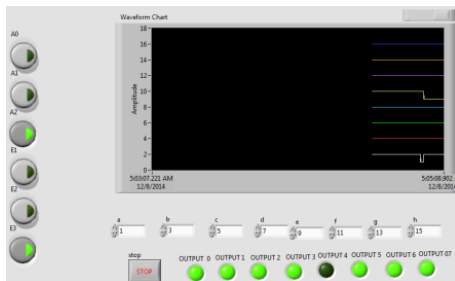 Waveform Chart
A0
A1
A2
E1
E2
E3
Amplitude
18
16
14
12
10
8
6
4
2
0
5:03:07.221 AM
12/8/2014
5:05:08.902
12/8/201
a b c d e f g h
1 3 5 7 9 11 13 15
stop
STOP
OUTPUT 0 OUTPUT 1 OUTPUT 2 OUTPUT 3 OUTPUT 4 OUTPUT 5 OUTPUT 6 OUTPUT 07